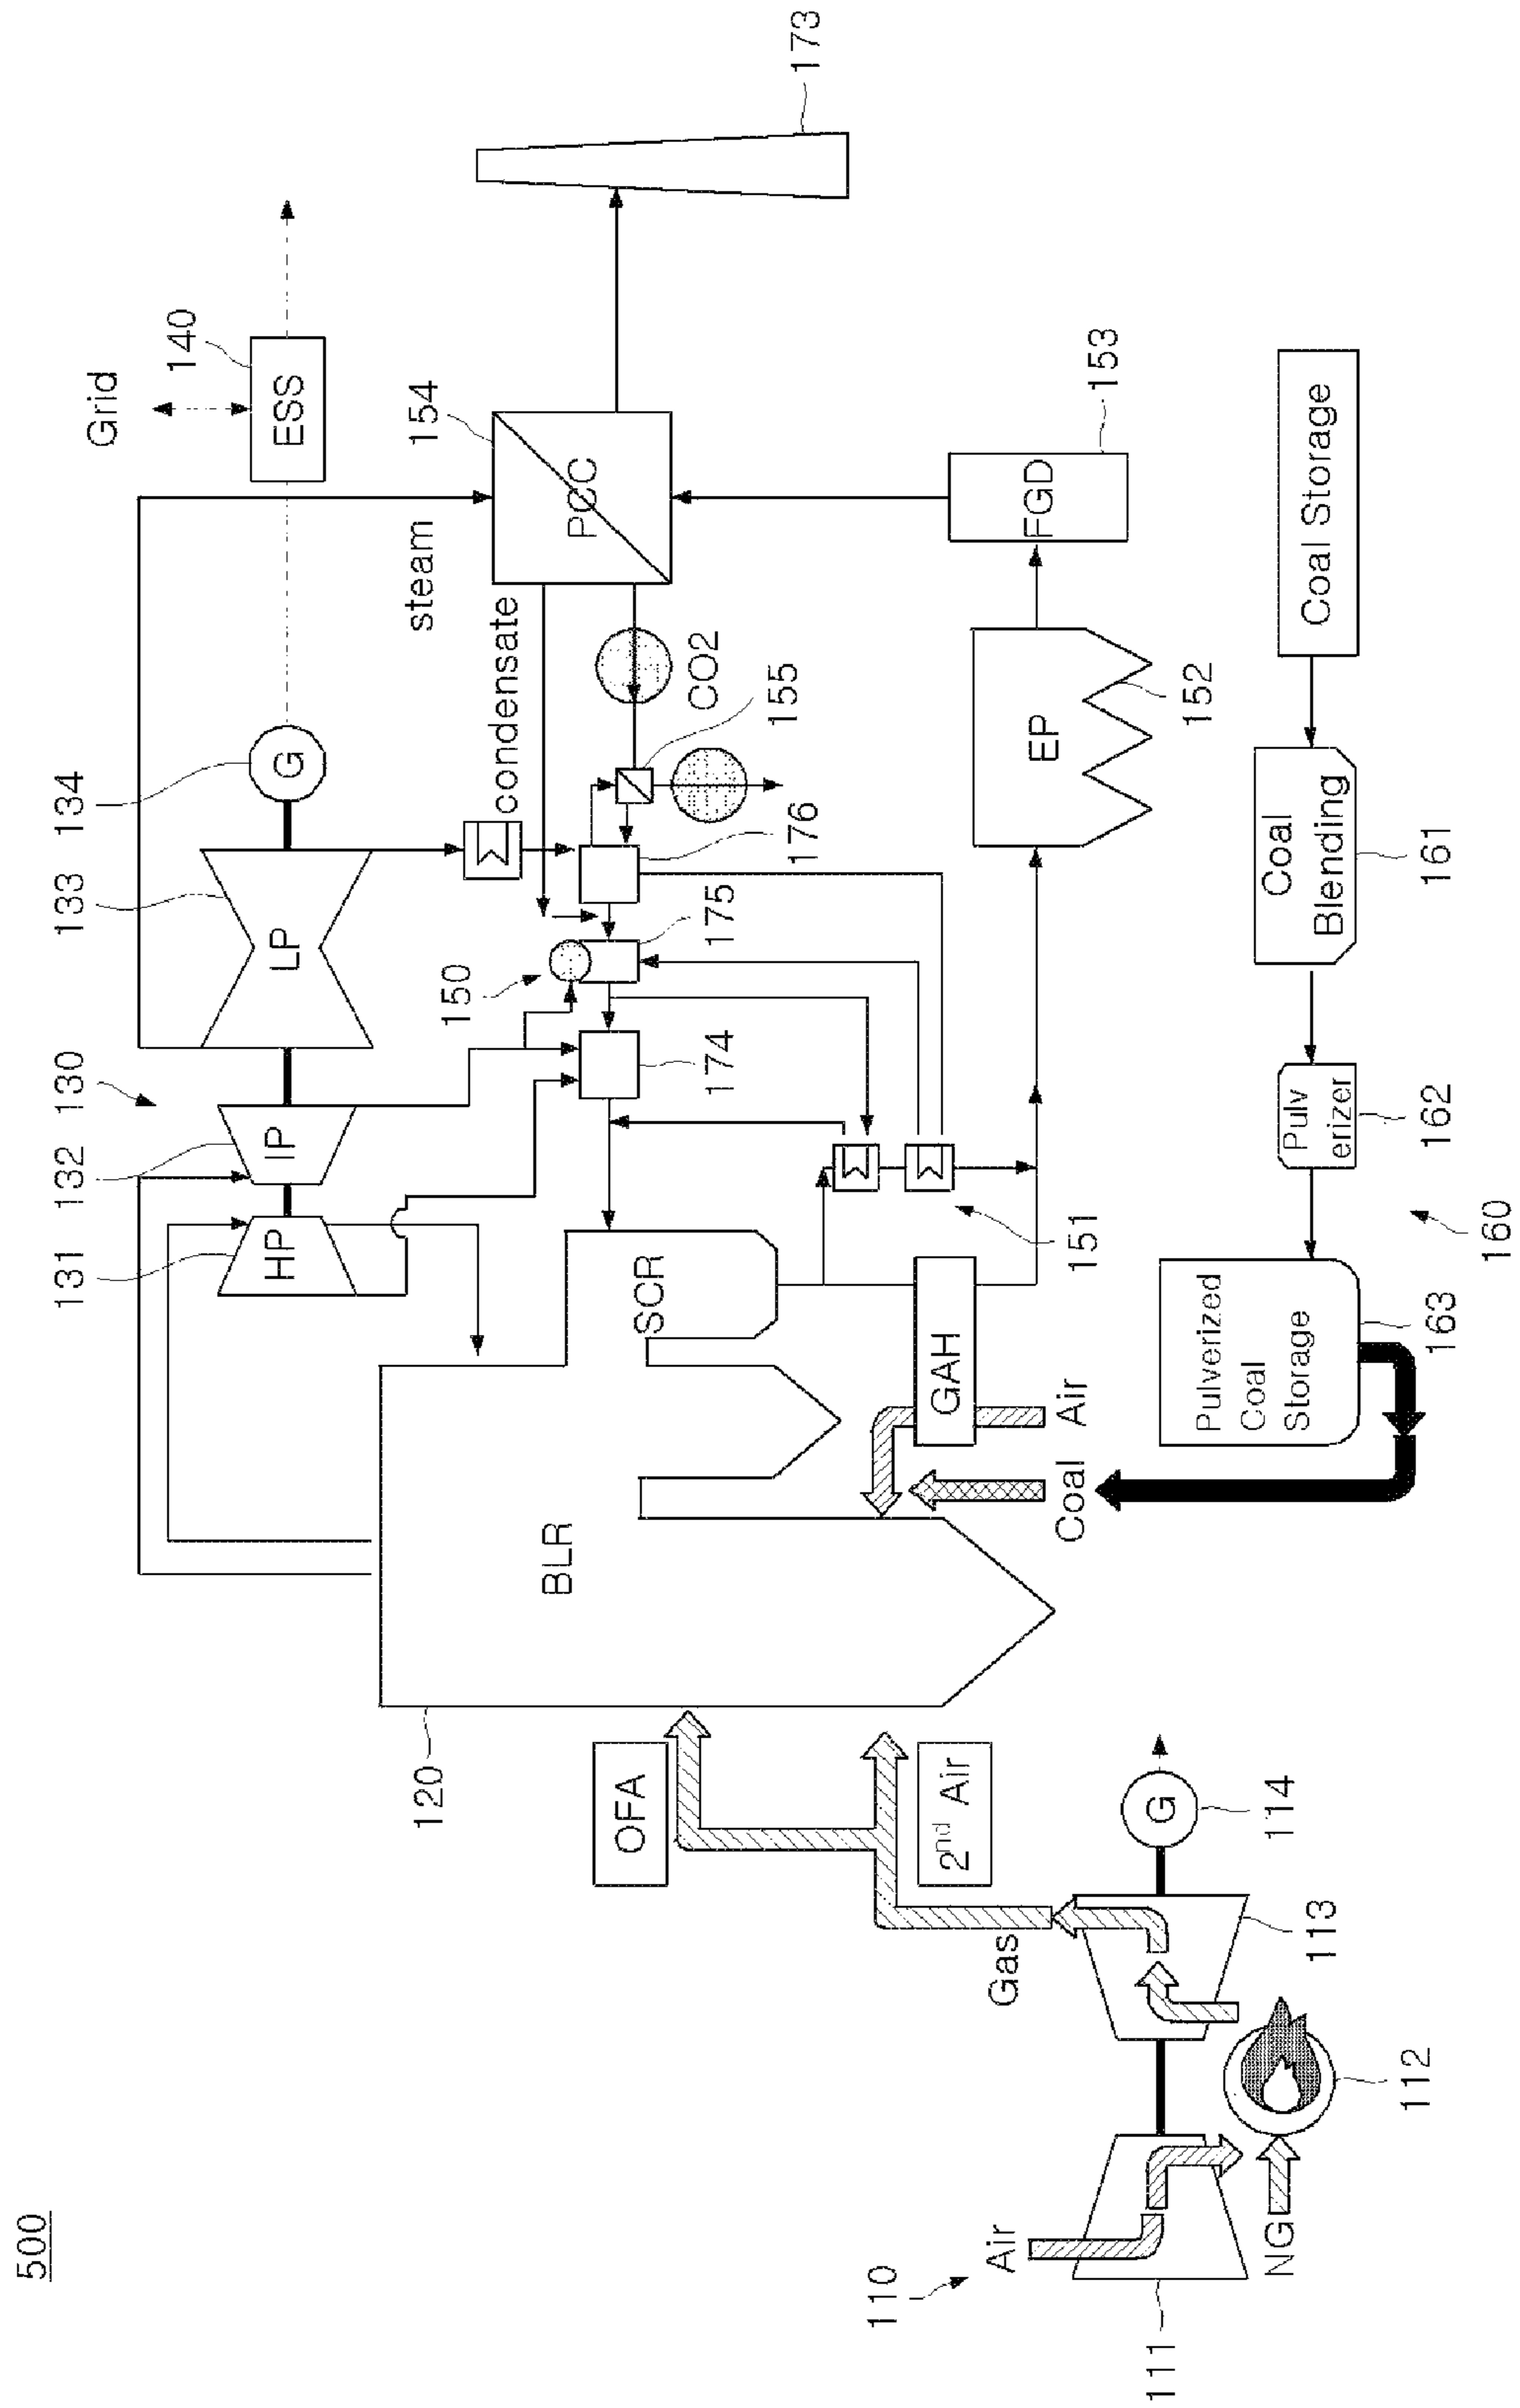 500
Grid
140
ESS
173
130
131
132
133
134
HP
IP
LP
G
steam
condensate
154
PCC
CO2
155
150
174
175
176
153
FGD
EP
152
151
SCR
BLR
GAH
Air
Coal
120
OFA
2nd Air
Gas
110
Air
NG
111
112
113
G
114
Coal Storage
Coal
Blending
161
Pulv
erizer
162
160
Pulverized
Coal
Storage
163